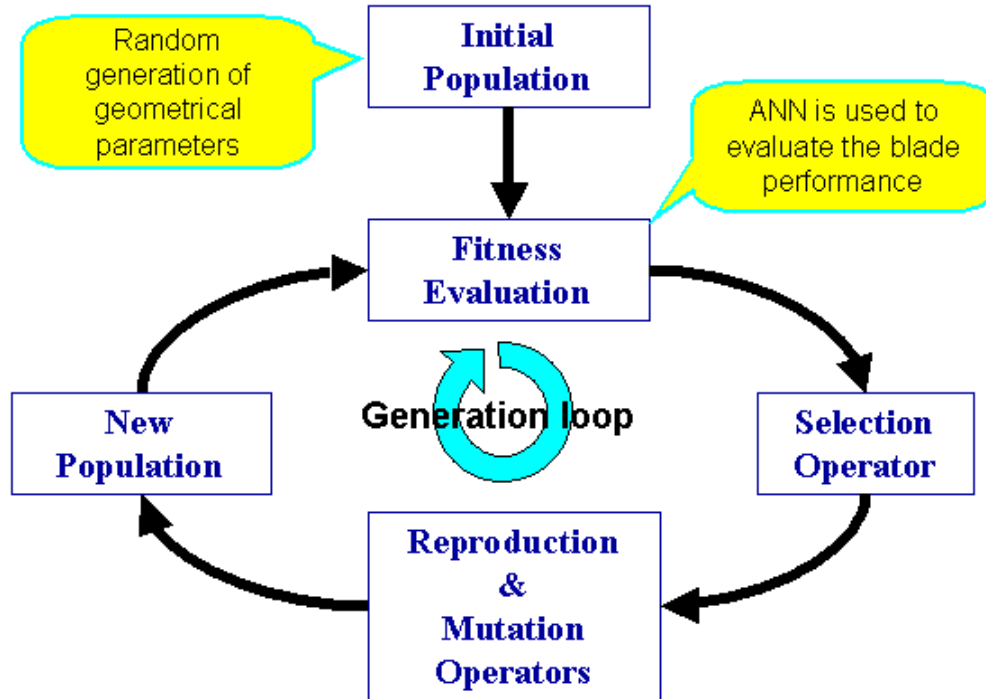 Random
generation of
geometrical
parameters
Initial
Population
ANN is used to
evaluate the blade
performance
Fitness
Evaluation
Generation loop
New
Population
Selection
Operator
Reproduction
&
Mutation
Operators